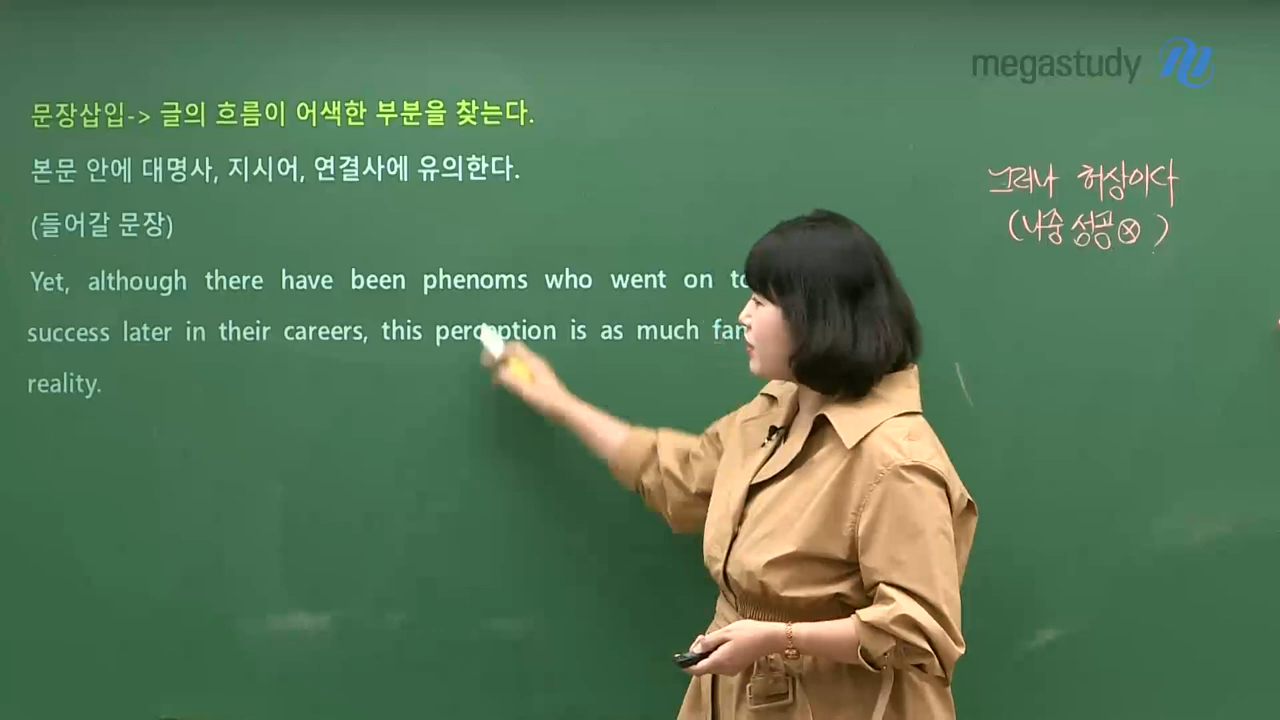 megastudy
문장삽입-> 글의 흐름이 어색한 부분을 찾는다.
본문 안에 대명사, 지시어, 연결사에 유의한다.
(들어갈 문장)
Yet, although there have been phenoms who went on
success later in their careers, this perception is as much
reality.
그러나 허상이다
(나중 성공ⓧ)